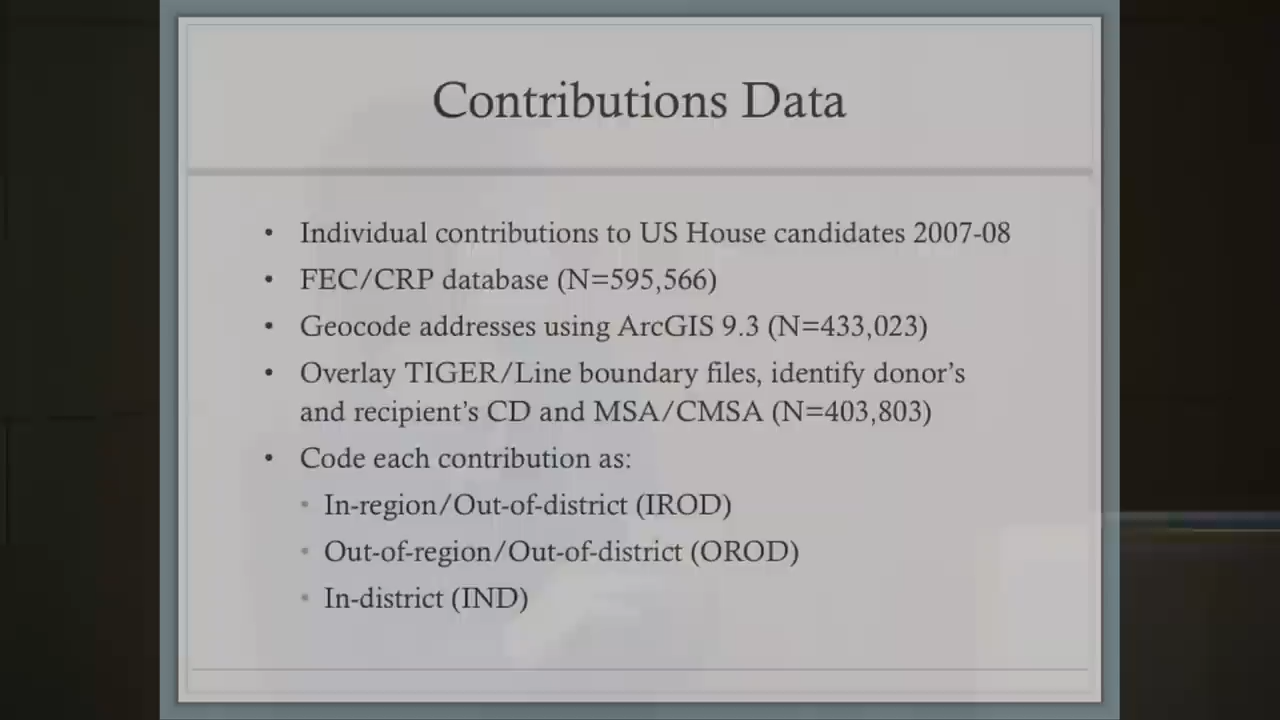 Contributions Data
• Individual contributions to US House candidates 2007-08
• FEC/CRP database (N=595,566)
• Geocode addresses using ArcGIS 9.3 (N=433,023)
• Overlay TIGER/Line boundary files, identify donor's
and recipient's CD and MSA/CMSA (N=403,803)
• Code each contribution as:
• In-region/Out-of-district (IROD)
• Out-of-region/Out-of-district (OROD)
• In-district (IND)